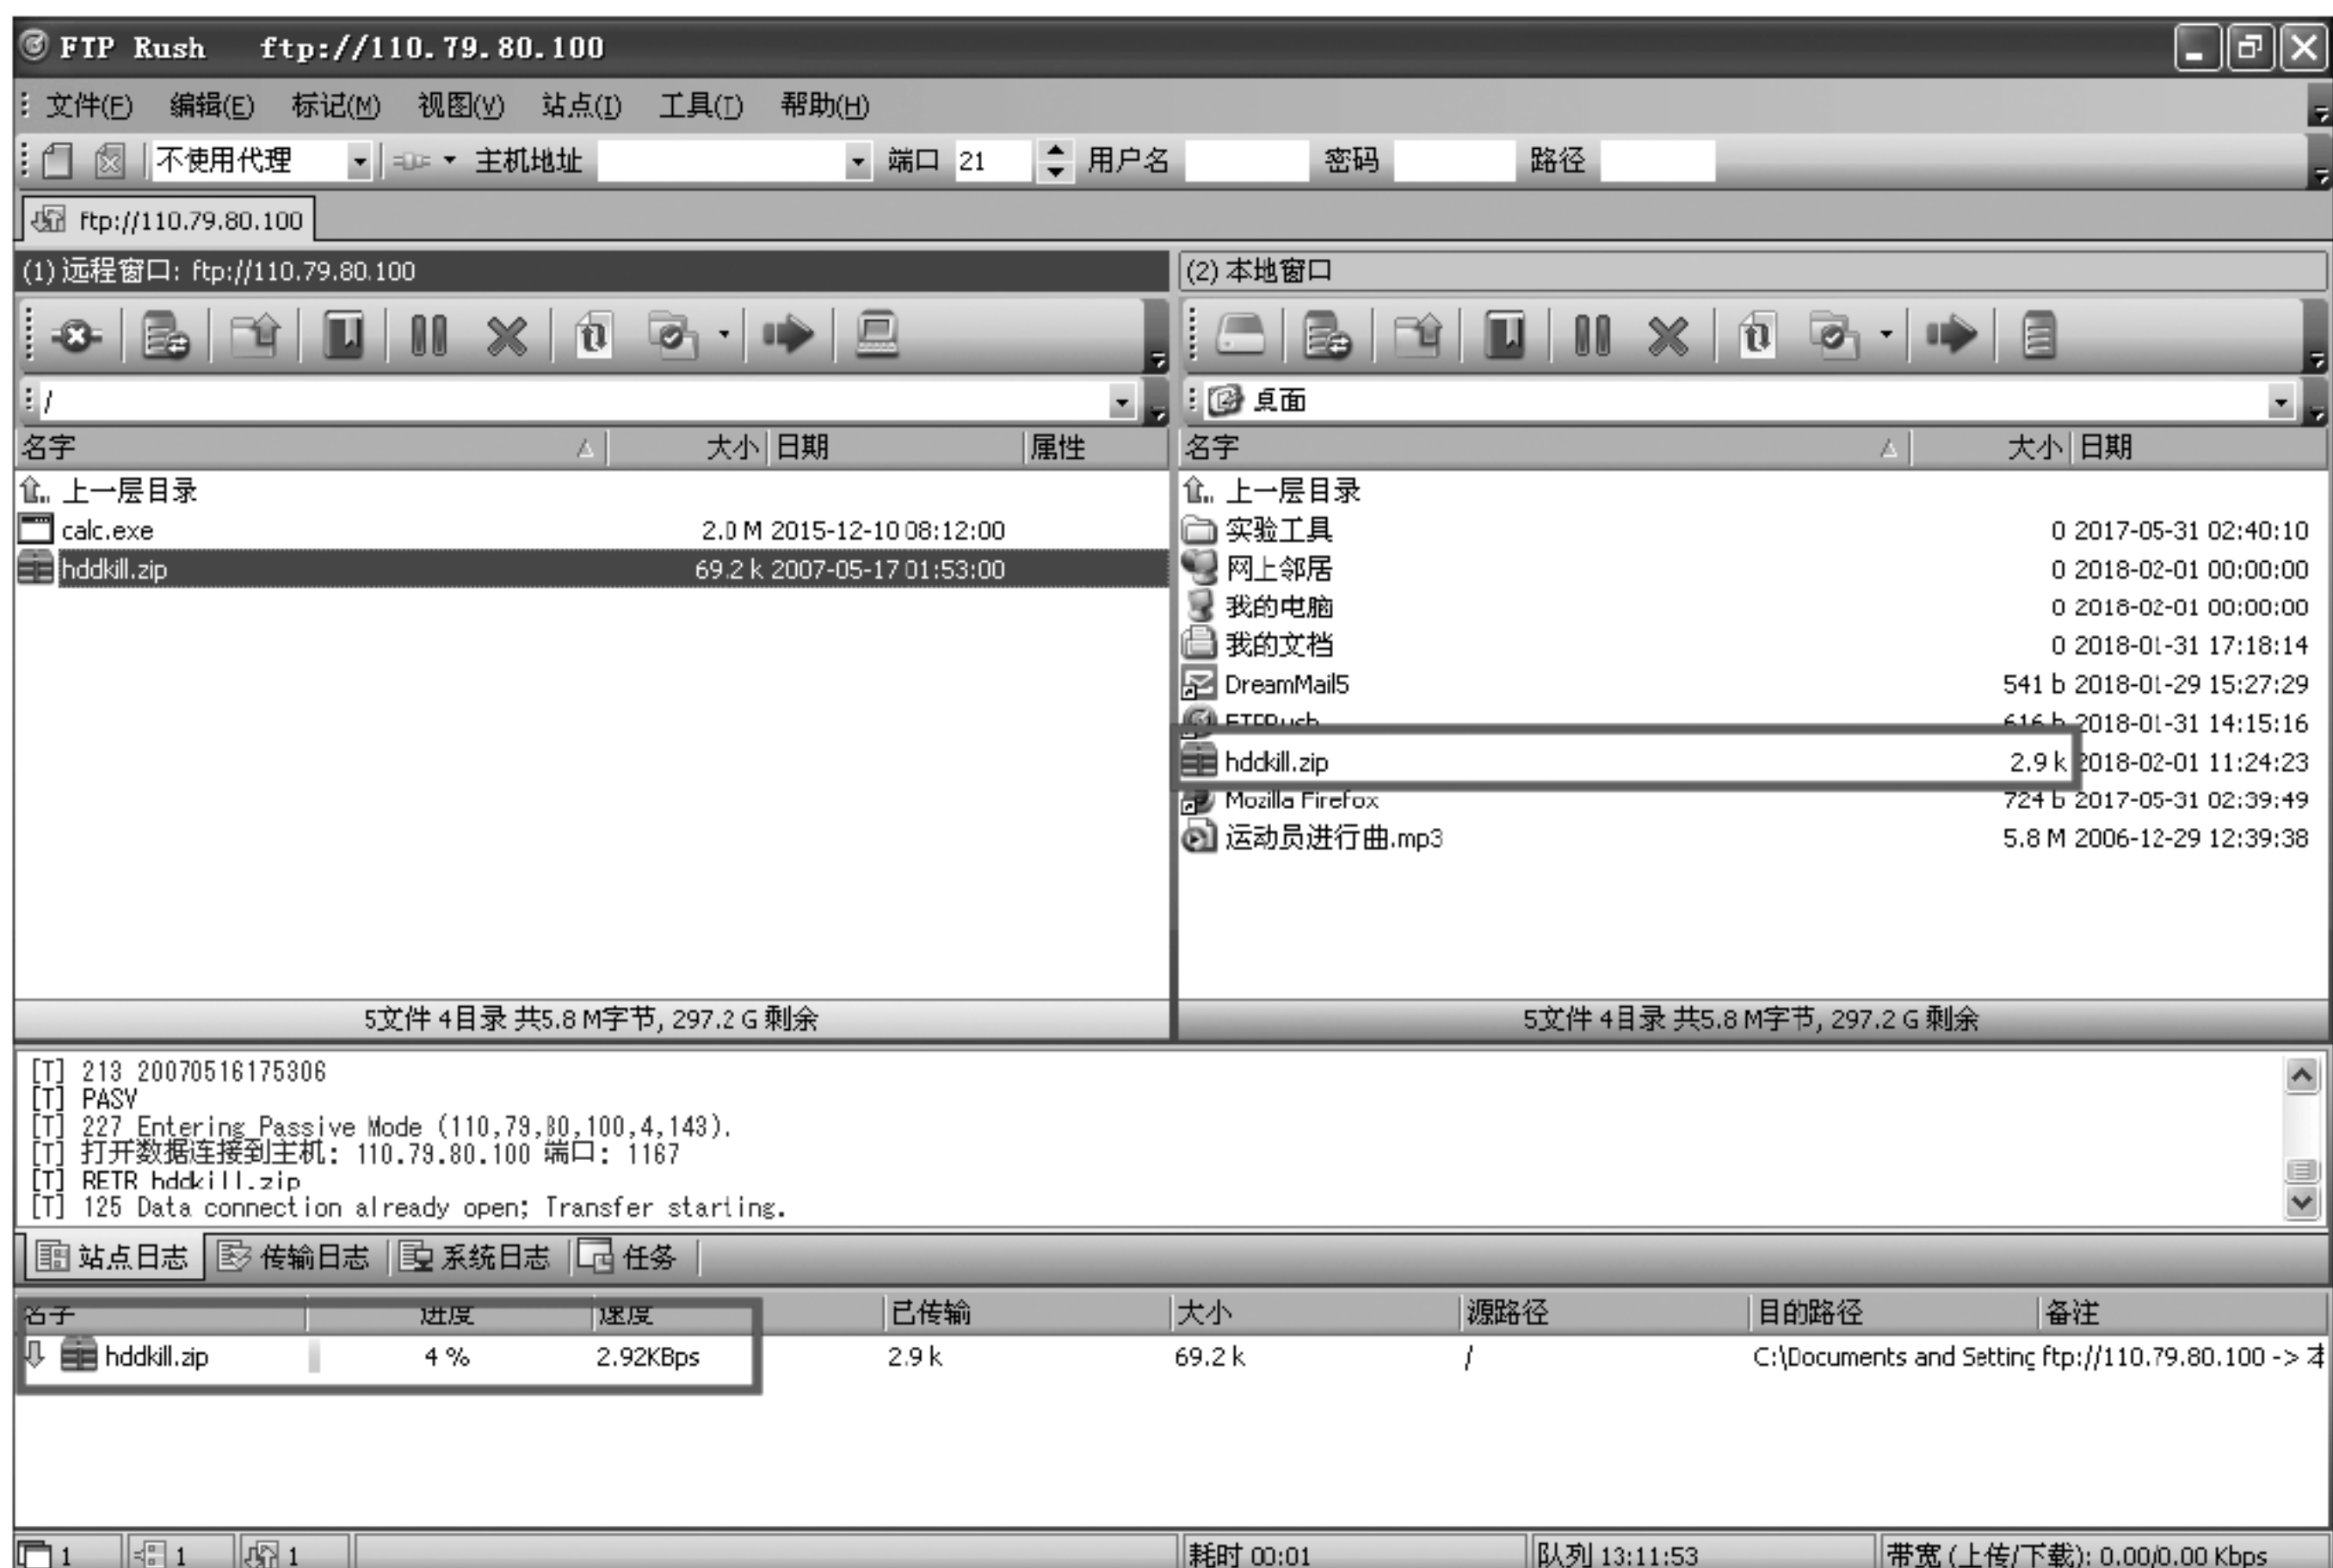 FTP Rush ftp://110.79.80.100
文件(F) 编辑(E) 标记(M) 视图(V) 站点(I) 工具(T) 帮助(H)
不使用代理 主机地址 端口 21 用户名 密码 路径
ftp://110.79.80.100
(1) 远程窗口: ftp://110.79.80.100
(2) 本地窗口
/
桌面
名字 大小 日期 属性
上一层目录
calc.exe 2.0 M 2015-12-10 08:12:00
hddkill.zip 69.2 k 2007-05-17 01:53:00
名字 大小 日期
上一层目录
实验工具 0 2017-05-31 02:40:10
网上邻居 0 2018-02-01 00:00:00
我的电脑 0 2018-02-01 00:00:00
我的文档 0 2018-01-31 17:18:14
DreamMail5 541 b 2018-01-29 15:27:29
FTPRush 616 b 2018-01-31 14:15:16
hddkill.zip 2.9 k 2018-02-01 11:24:23
Mozilla Firefox 724 b 2017-05-31 02:39:49
运动员进行曲.mp3 5.8 M 2006-12-29 12:39:38
5文件 4目录 共5.8 M字节, 297.2 G 剩余
5文件 4目录 共5.8 M字节, 297.2 G 剩余
[T] 213 20070516175306
[T] PASV
[T] 227 Entering Passive Mode (110,79,80,100,4,143).
[T] 打开数据连接到主机: 110.79.80.100 端口: 1167
[T] RETR hddkill.zip
[T] 125 Data connection already open; Transfer starting.
站点日志 传输日志 系统日志 任务
名字 进度 速度 已传输 大小 源路径 目的路径 备注
hddkill.zip 4 % 2.92KBps 2.9 k 69.2 k / C:\Documents and Setting ftp://110.79.80.100 ->
1 1 1 耗时 00:01 队列 13:11:53 带宽 (上传/下载): 0.00/0.00 Kbps